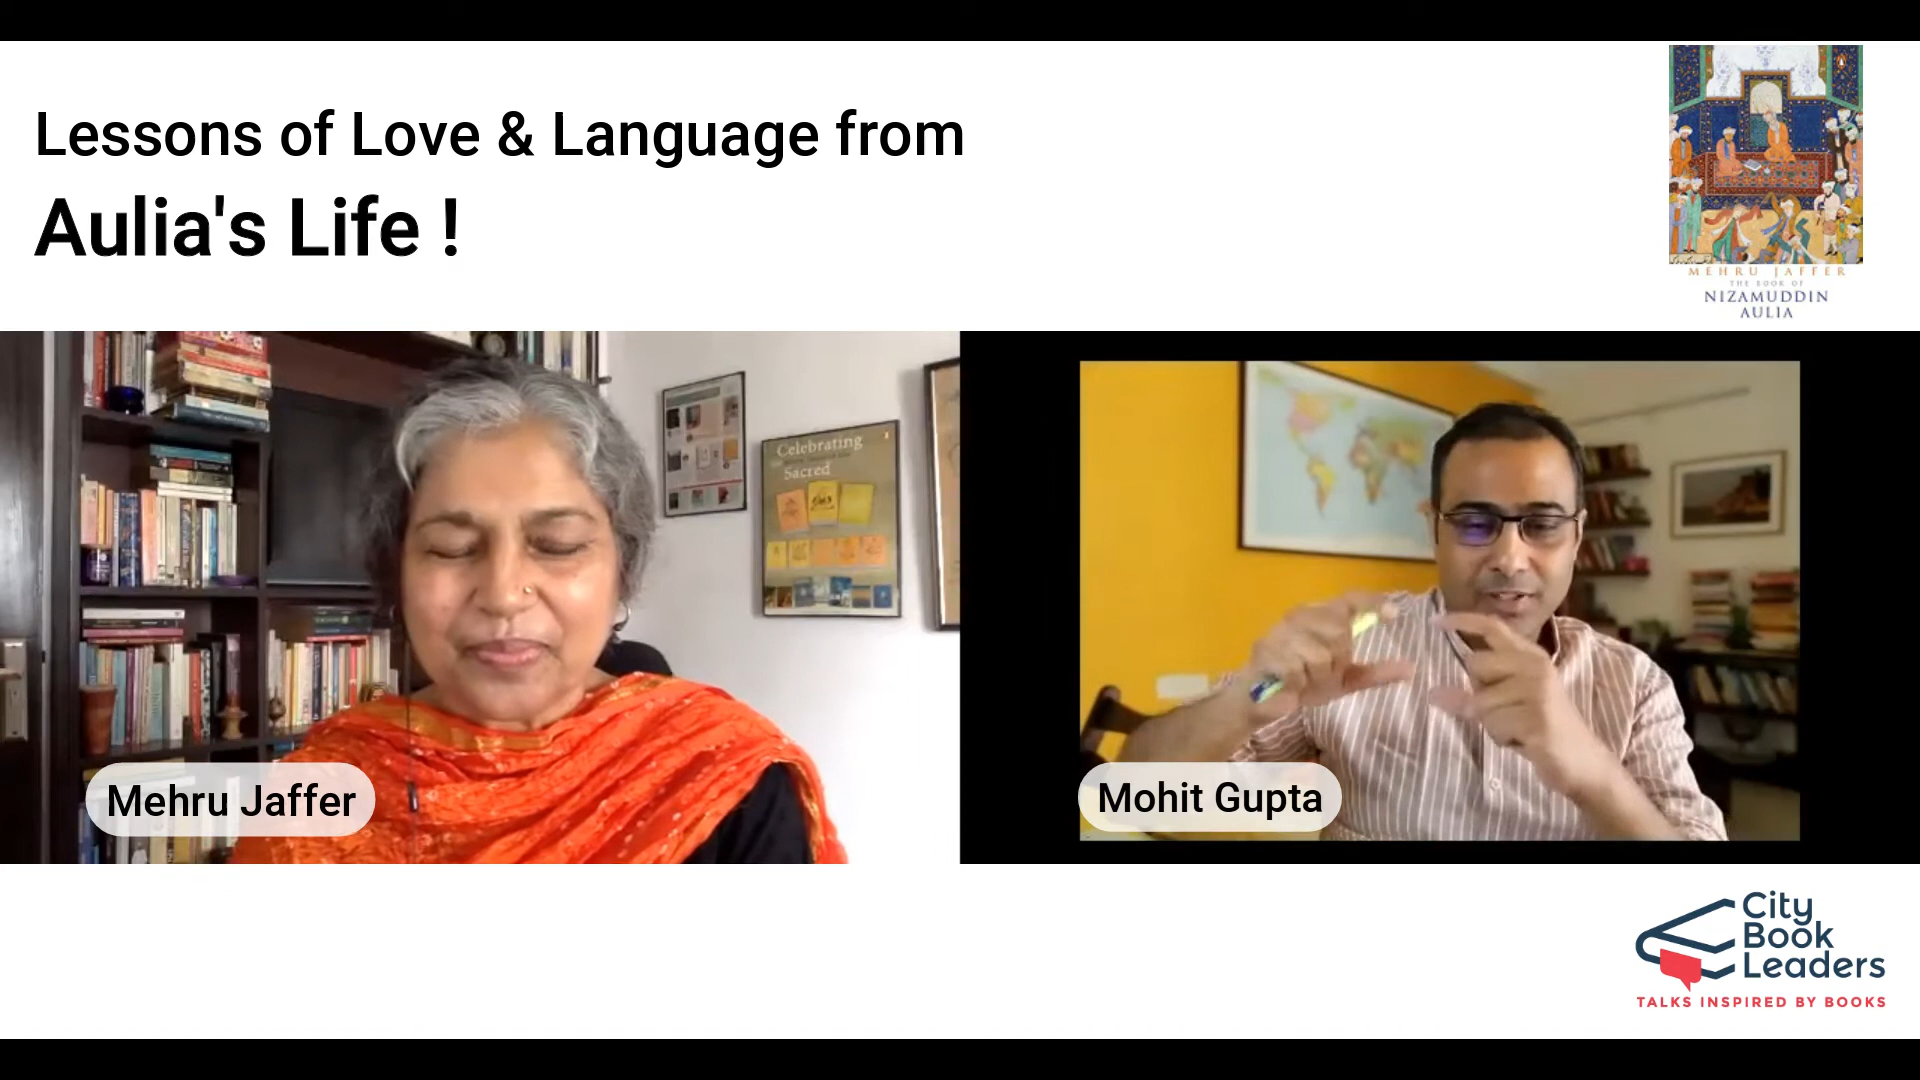 Lessons of Love & Language from
Aulia's Life !
MEHRU JAFFER
THE BOOK OF
NIZAMUDDIN
AULIA
Celebrating
Sacred
Mehru Jaffer
Mohit Gupta
City
Book
Leaders
TALKS INSPIRED BY BOOKS